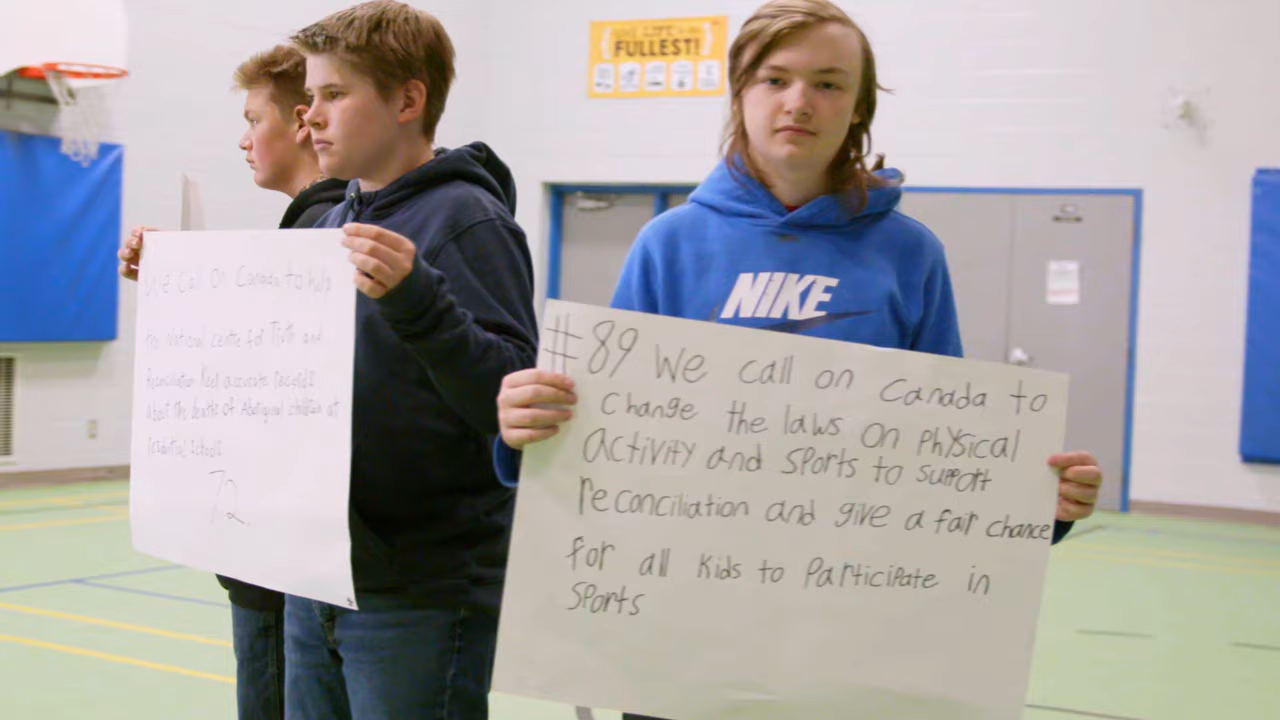 LIFE
FULLEST!
NIKE
We call on Canada to help
the National centre for Truth and
Reconciliation Keep accurate records
About the deaths of Aboriginal children at
residential schools
72
#89 We call on Canada to
change the laws on physical
activity and sports to support
reconciliation and give a fair chance
for all kids to participate in
sports